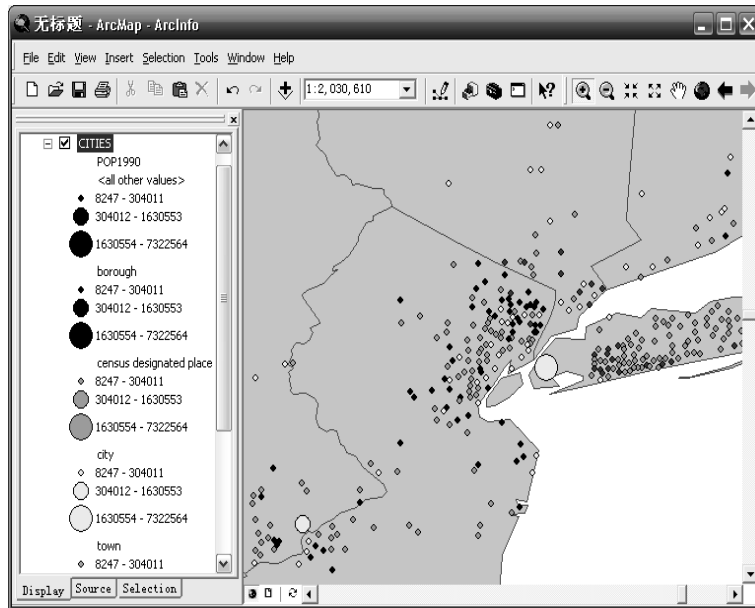 无标题 - ArcMap - ArcInfo
File Edit View Insert Selection Tools Window Help
1:2,030,610
CITIES
POP1990
<all other values>
8247 - 304011
304012 - 1630553
1630554 - 7322564
borough
8247 - 304011
304012 - 1630553
1630554 - 7322564
census designated place
8247 - 304011
304012 - 1630553
1630554 - 7322564
city
8247 - 304011
304012 - 1630553
1630554 - 7322564
town
8247 - 304011
Display Source Selection